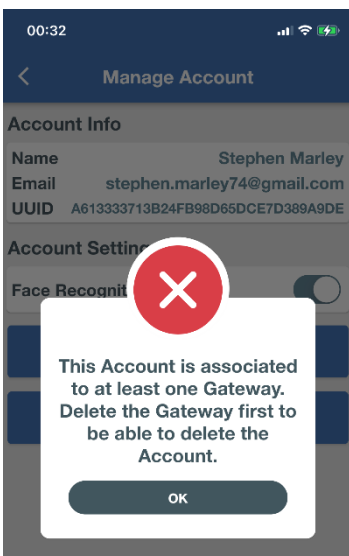 00:32
Manage Account
Account Info
Name Stephen Marley
Email stephen.marley74@gmail.com
UUID A613333713B24FB98D65DCE7D389A9DE
Account Setting
Face Recognit
This Account is associated
to at least one Gateway.
Delete the Gateway first to
be able to delete the
Account.
OK